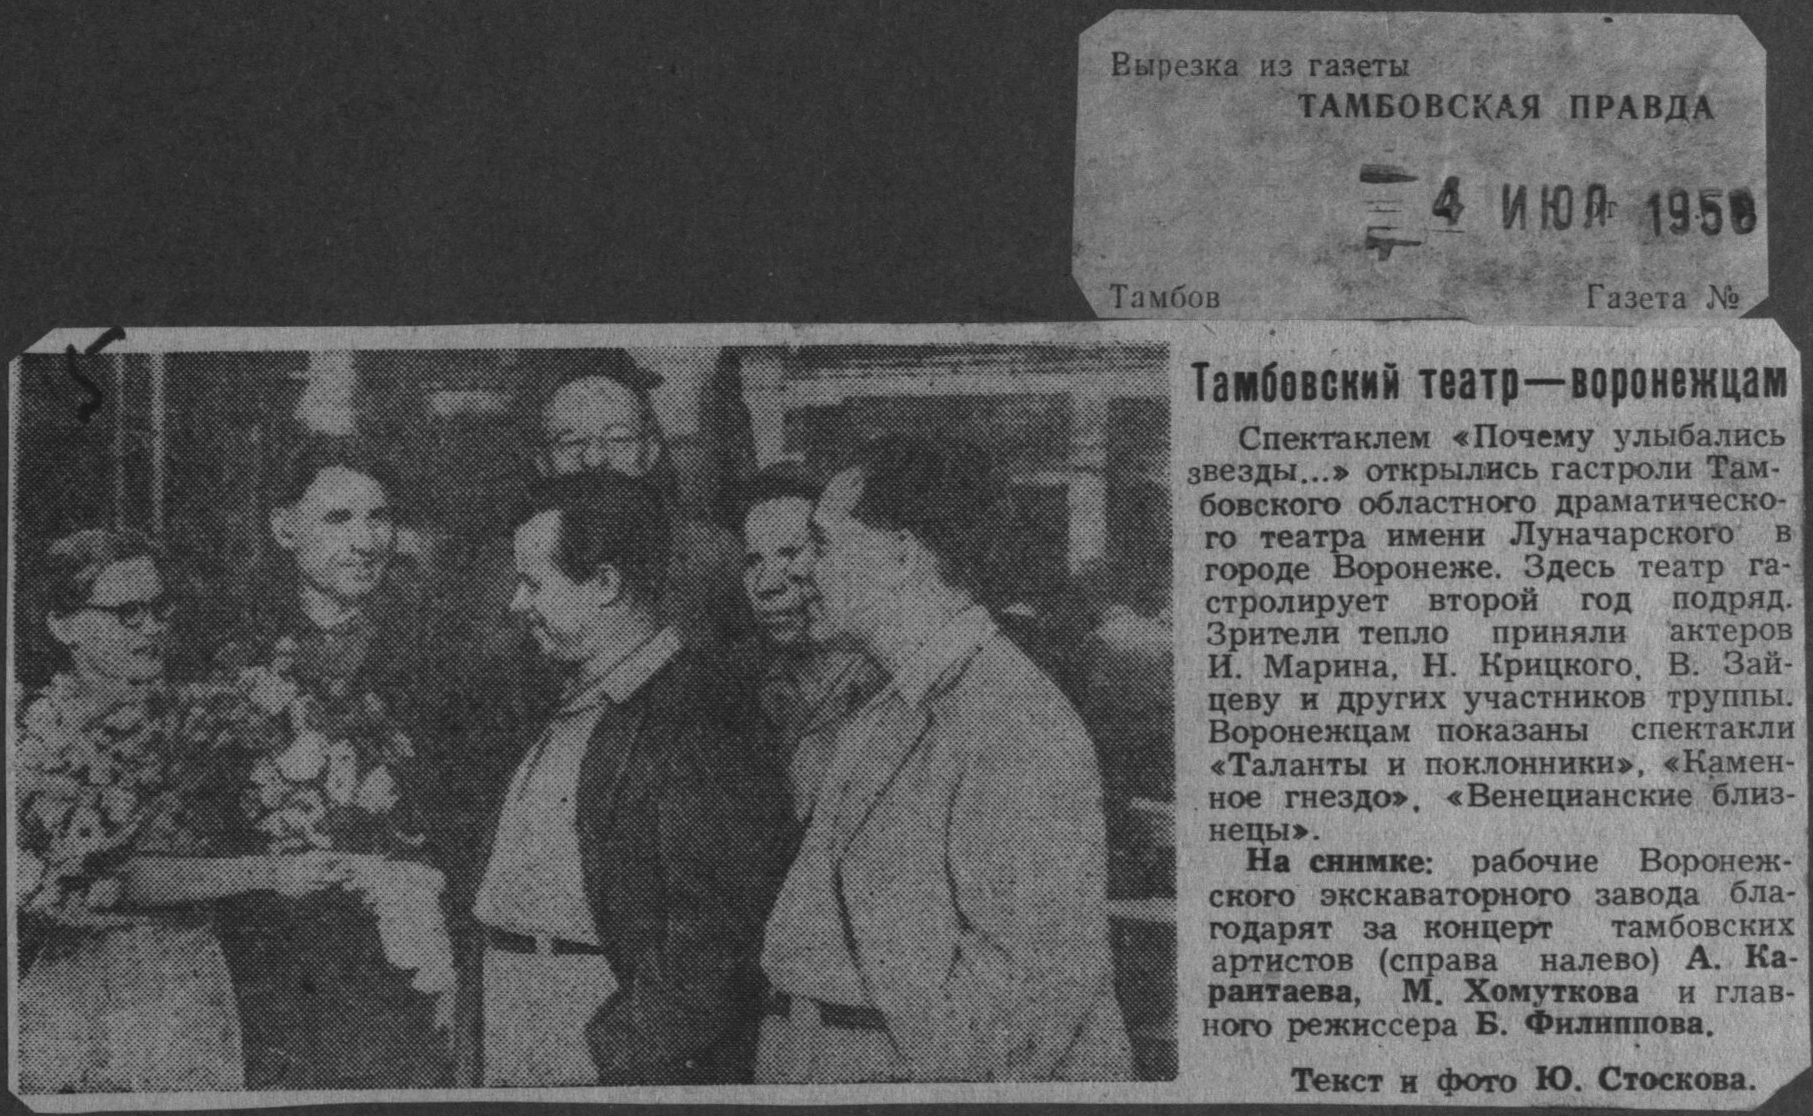 Вырезка из газеты
ТАМБОВСКАЯ ПРАВДА
4 ИЮЛ 1958
Тамбов Газета №
Тамбовский театр—воронежцам
Спектаклем «Почему улыбались
звезды...» открылись гастроли Там-
бовского областного драматическо-
го театра имени Луначарского в
городе Воронеже. Здесь театр га-
стролирует второй год подряд.
Зрители тепло приняли актеров
И. Марина, Н. Крицкого, В. Зай-
цеву и других участников труппы.
Воронежцам показаны спектакли
«Таланты и поклонники», «Камен-
ное гнездо», «Венецианские близ-
нецы».
На снимке: рабочие Воронеж-
ского экскаваторного завода бла-
годарят за концерт тамбовских
артистов (справа налево) А. Ка-
рантаева, М. Хомуткова и глав-
ного режиссера Б. Филиппова.
Текст и фото Ю. Стоскова.